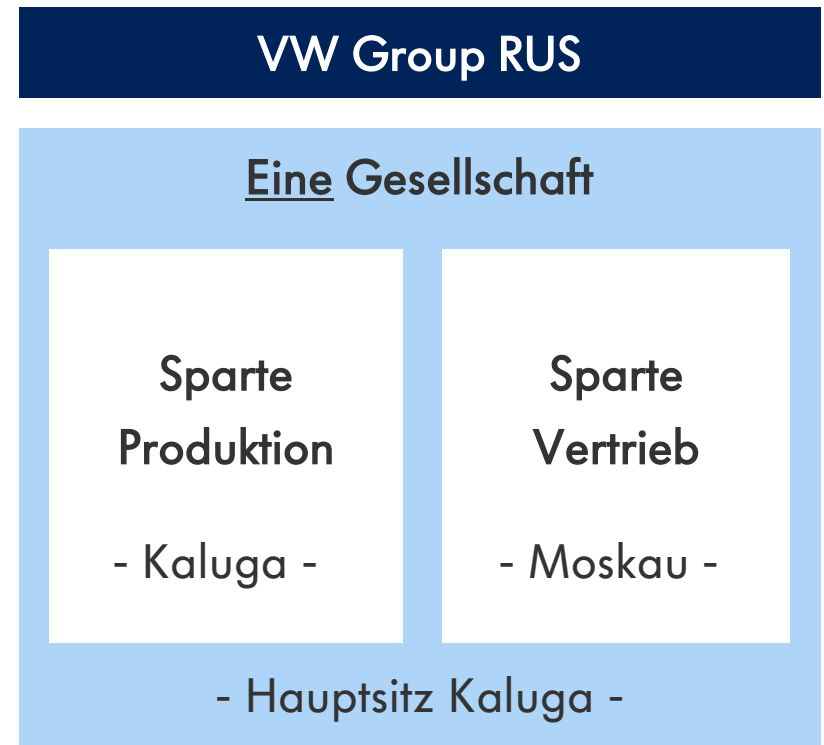 VW Group RUS
Eine Gesellschaft
Sparte
Produktion
- Kaluga -
Sparte
Vertrieb
- Moskau -
- Hauptsitz Kaluga -